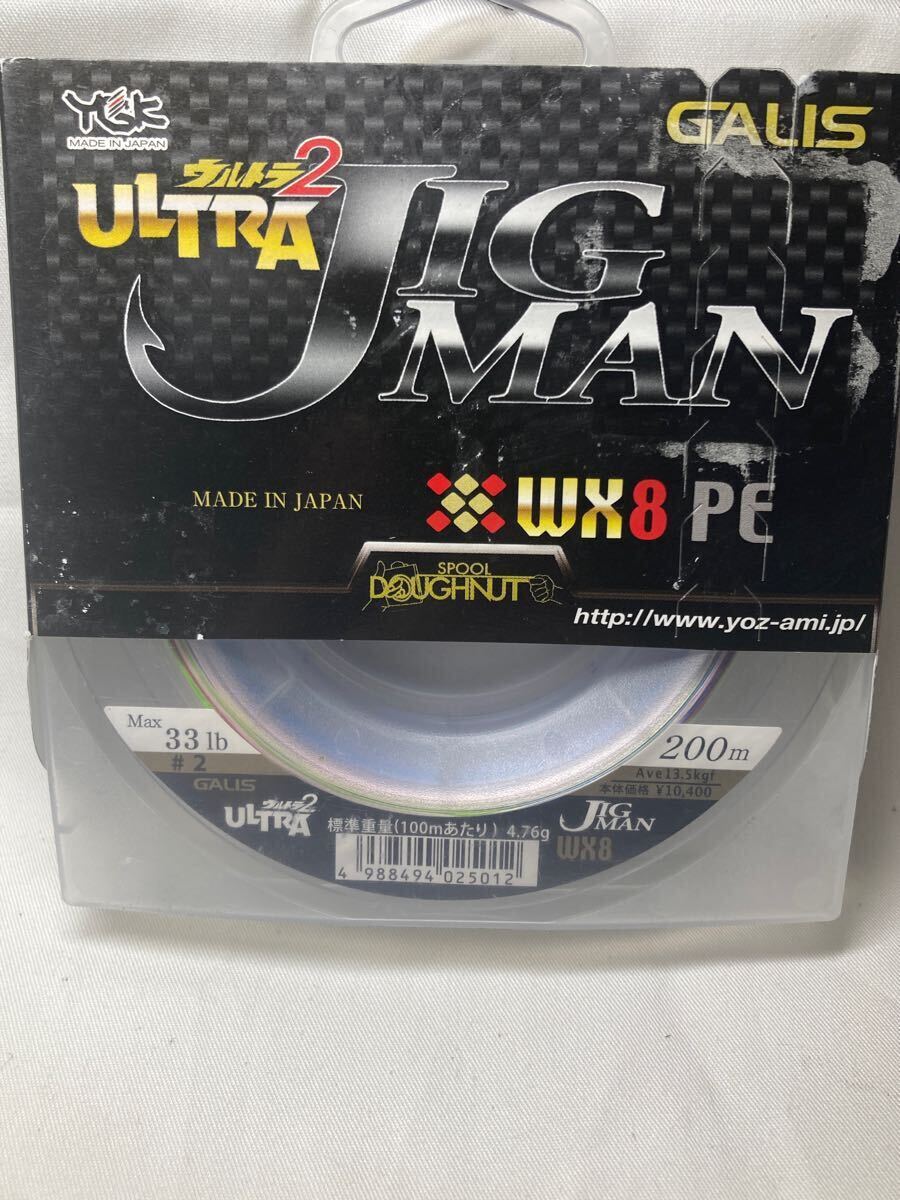 YGK
MADE IN JAPAN
GALIS
ウルトラ2
ULTRA
JIG
MAN
MADE IN JAPAN
WX8 PE
SPOOL
DOUGHNUT
http://www.yoz-ami.jp/
Max
33 lb
#2
GALIS
ウルトラ2
ULTRA
標準重量(100mあたり) 4.76g
4 988494 025012
200m
Ave13.5kgf
本体価格 ¥10,400
JIG
MAN
WX8